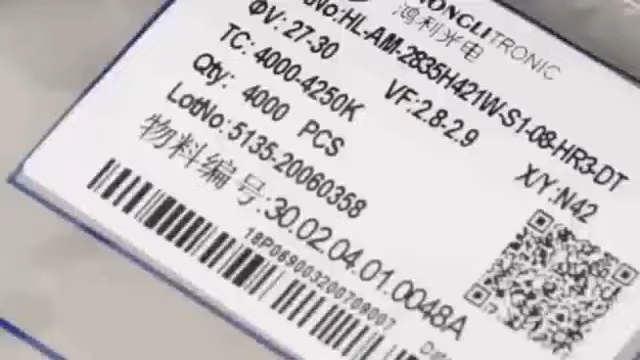 HONGLITRONIC
鸿利光电
No:HL-AM-2835H421W-S1-08-HR3-DT
ΦV: 27-30 VF:2.8-2.9 X/Y:N42
TC: 4000-4250K
Qty: 4000 PCS
LotNo: 5135-20060358
物料编号:30.02.04.01.0048A
18P069003200709007